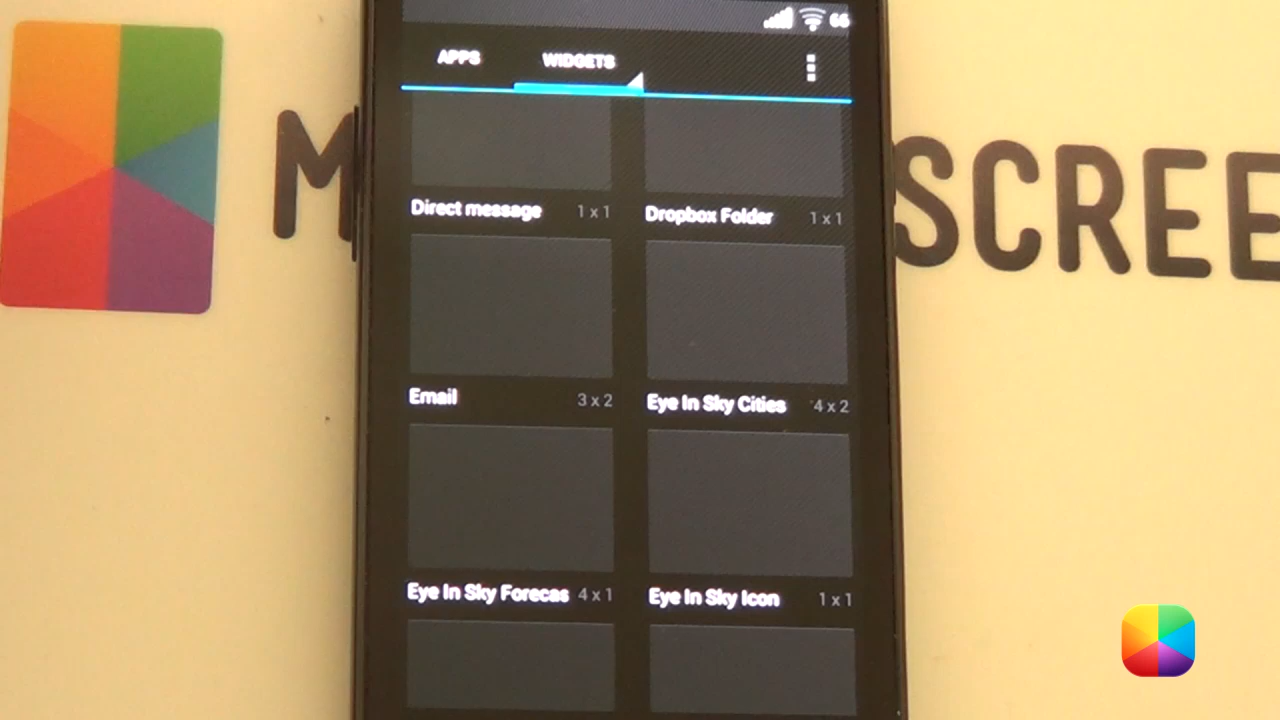 66
APPS WIDGETS
M SCREE
Direct message 1 x 1 Dropbox Folder 1 x 1
Email 3 x 2 Eye In Sky Cities 4 x 2
Eye In Sky Forecas 4 x 1 Eye In Sky Icon 1 x 1